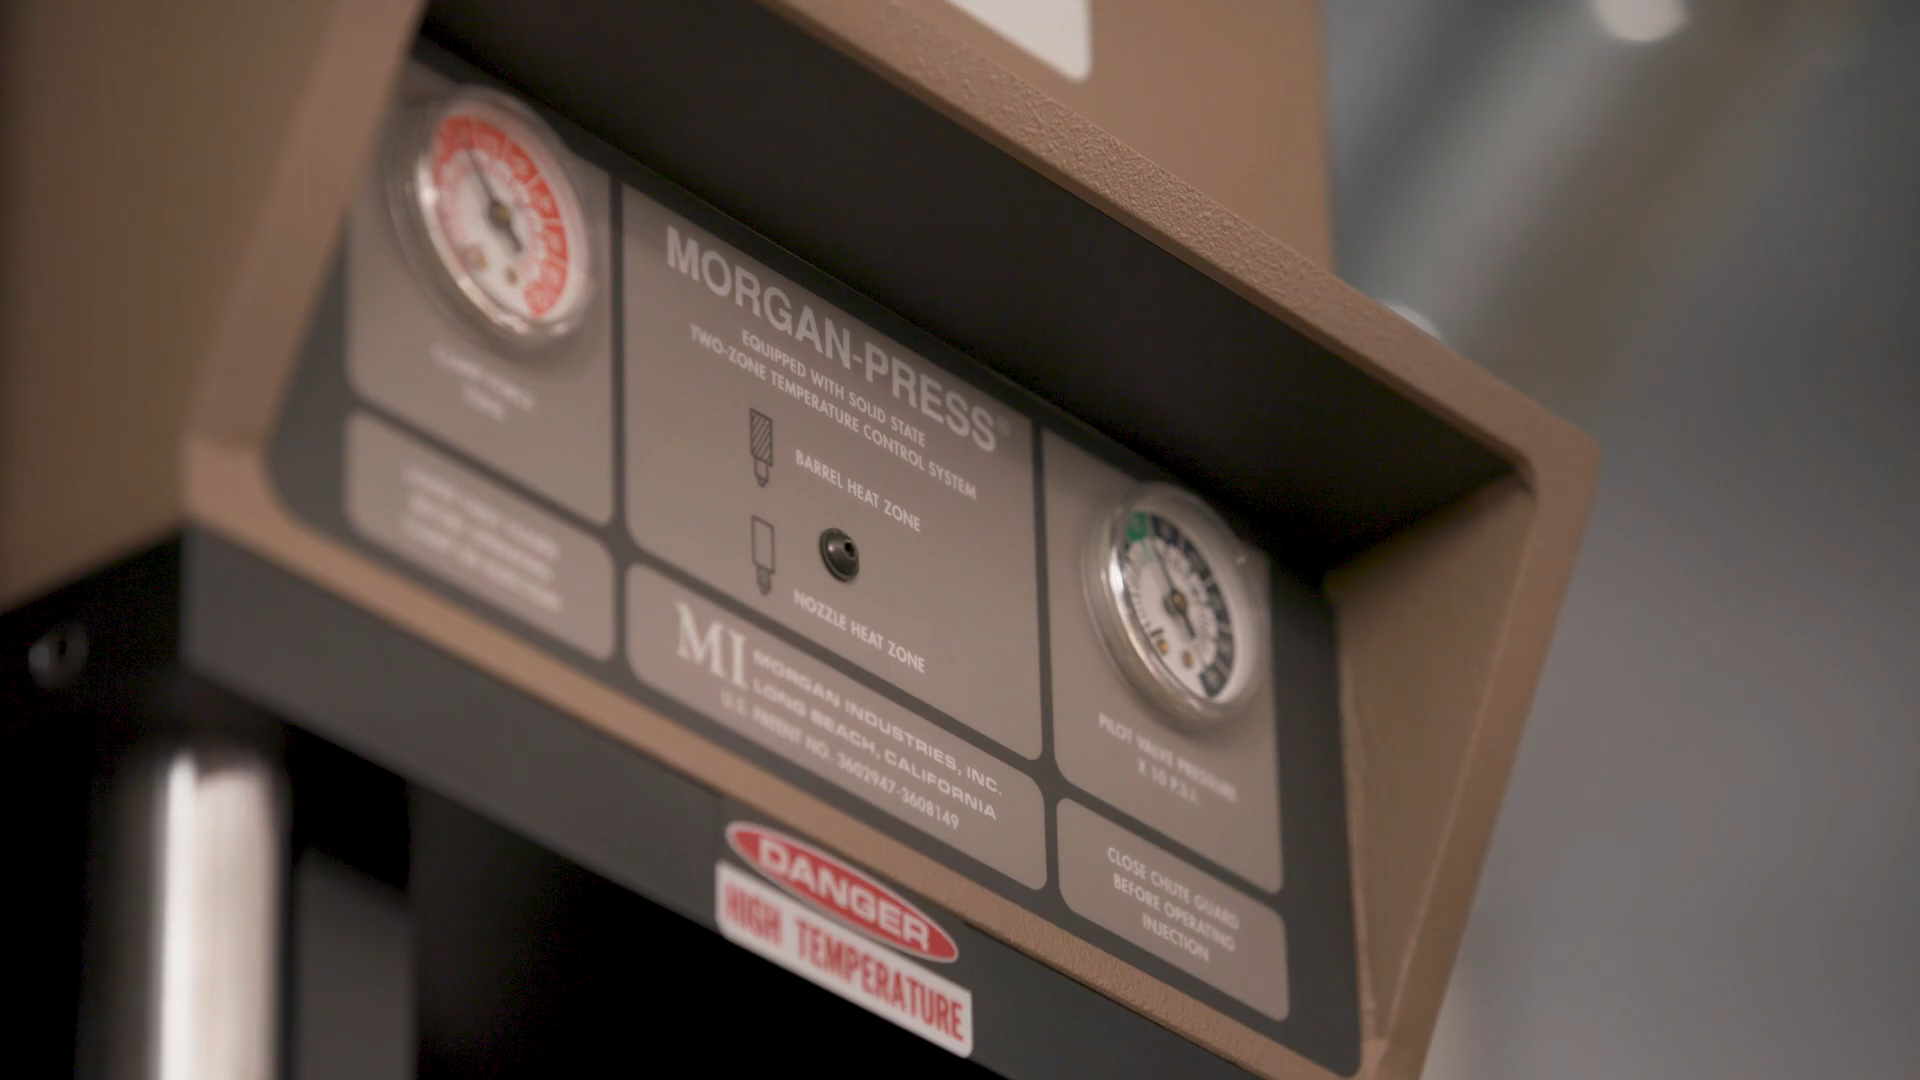 MORGAN-PRESS®
EQUIPPED WITH SOLID STATE
TWO-ZONE TEMPERATURE CONTROL SYSTEM
BARREL HEAT ZONE
NOZZLE HEAT ZONE
MI
MORGAN INDUSTRIES, INC.
LONG BEACH, CALIFORNIA
U.S. PATENT NO. 3602947-3608149
PILOT VALVE PRESSURE
X 10 P.S.I.
CLOSE CHUTE GUARD
BEFORE OPERATING
INJECTION
DANGER
HIGH TEMPERATURE